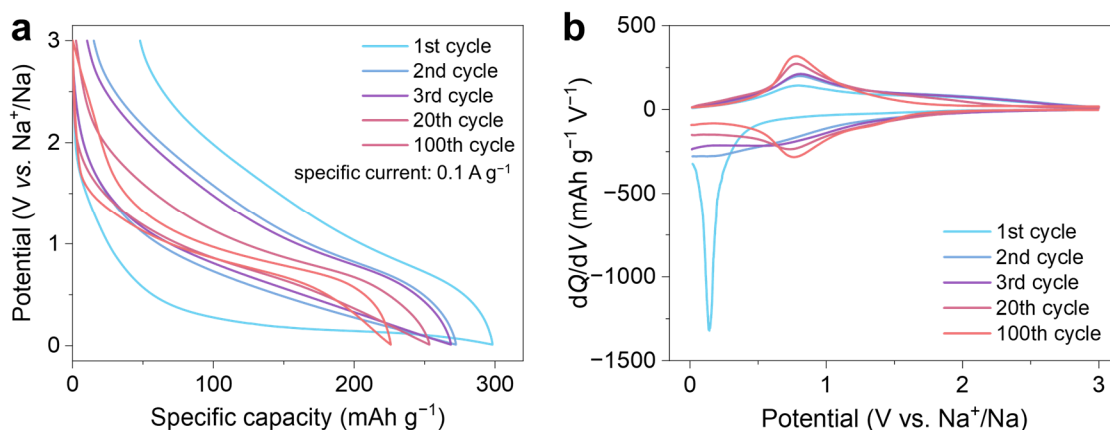 a
3
2
1
0
Potential (V vs. Na⁺/Na)
1st cycle
2nd cycle
3rd cycle
20th cycle
100th cycle
specific current: 0.1 A g⁻¹
0
100
200
300
Specific capacity (mAh g⁻¹)
b
500
0
−500
−1000
−1500
dQ/dV (mAh g⁻¹ V⁻¹)
1st cycle
2nd cycle
3rd cycle
20th cycle
100th cycle
0
1
2
3
Potential (V vs. Na⁺/Na)